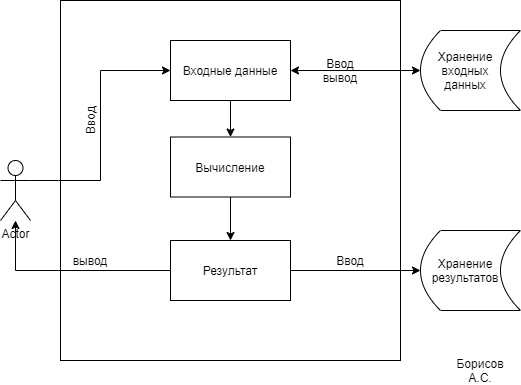 Входные данные
Ввод
вывод
Хранение
входных
данных
Ввод
Вычисление
Actor
вывод
Результат
Ввод
Хранение
результатов
Борисов
А.С.